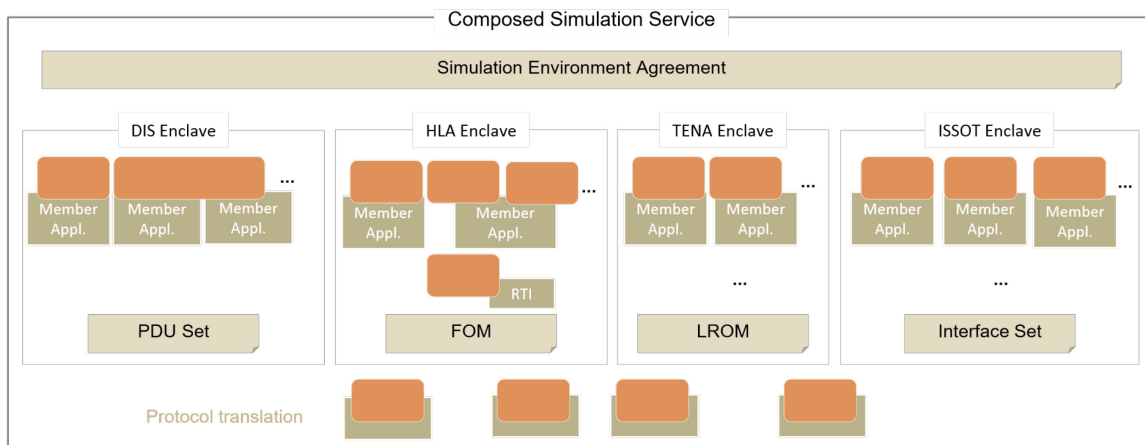 Composed Simulation Service
Simulation Environment Agreement
DIS Enclave
...
Member
Appl.
Member
Appl.
Member
Appl.
PDU Set
HLA Enclave
...
Member
Appl.
Member
Appl.
RTI
FOM
TENA Enclave
...
Member
Appl.
Member
Appl.
...
LROM
ISSOT Enclave
...
Member
Appl.
Member
Appl.
Member
Appl.
...
Interface Set
Protocol translation